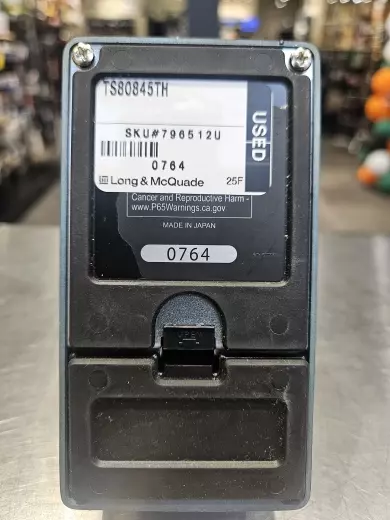 TS80845TH
USED
SKU#796512U
0764
Long & McQuade 25F
Cancer and Reproductive Harm -
www.P65Warnings.ca.gov
MADE IN JAPAN
0764